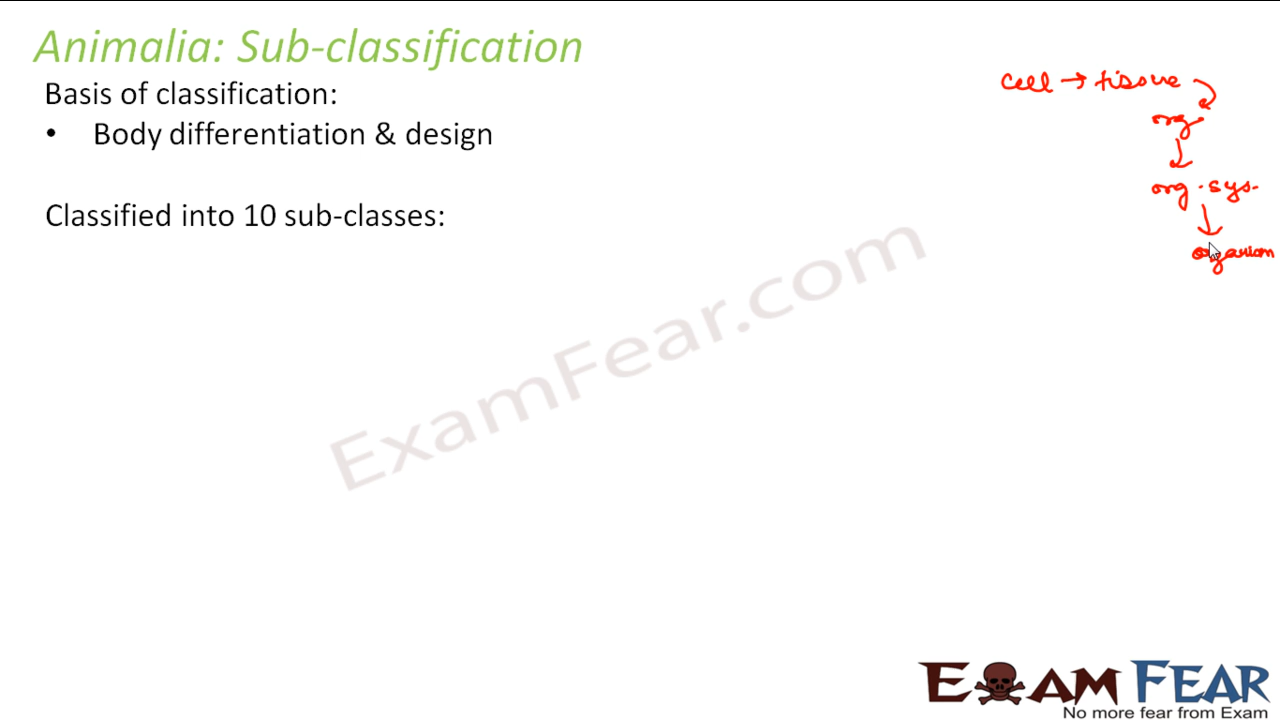 Animalia: Sub-classification
Basis of classification:
• Body differentiation & design
Classified into 10 sub-classes:
cell → tissue
org.
org. sys.
organism
ExamFear.com
EXAM FEAR
No more fear from Exam